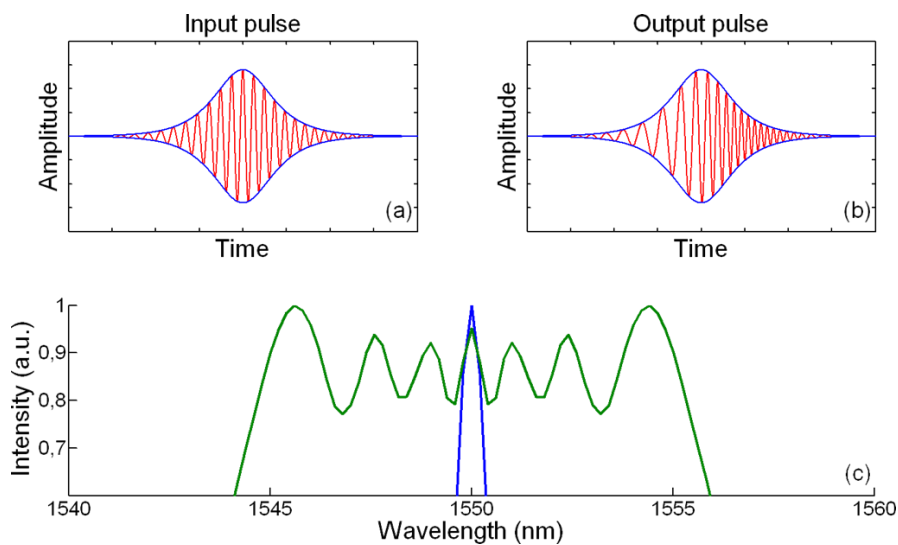 Input pulse
Output pulse
Amplitude
(a)
Time
Amplitude
(b)
Time
Intensity (a.u.)
1
0.9
0.8
0.7
(c)
1540
1545
1550
1555
1560
Wavelength (nm)